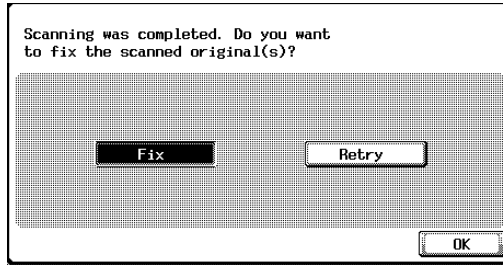 Scanning was completed. Do you want
to fix the scanned original(s)?
Fix
Retry
OK